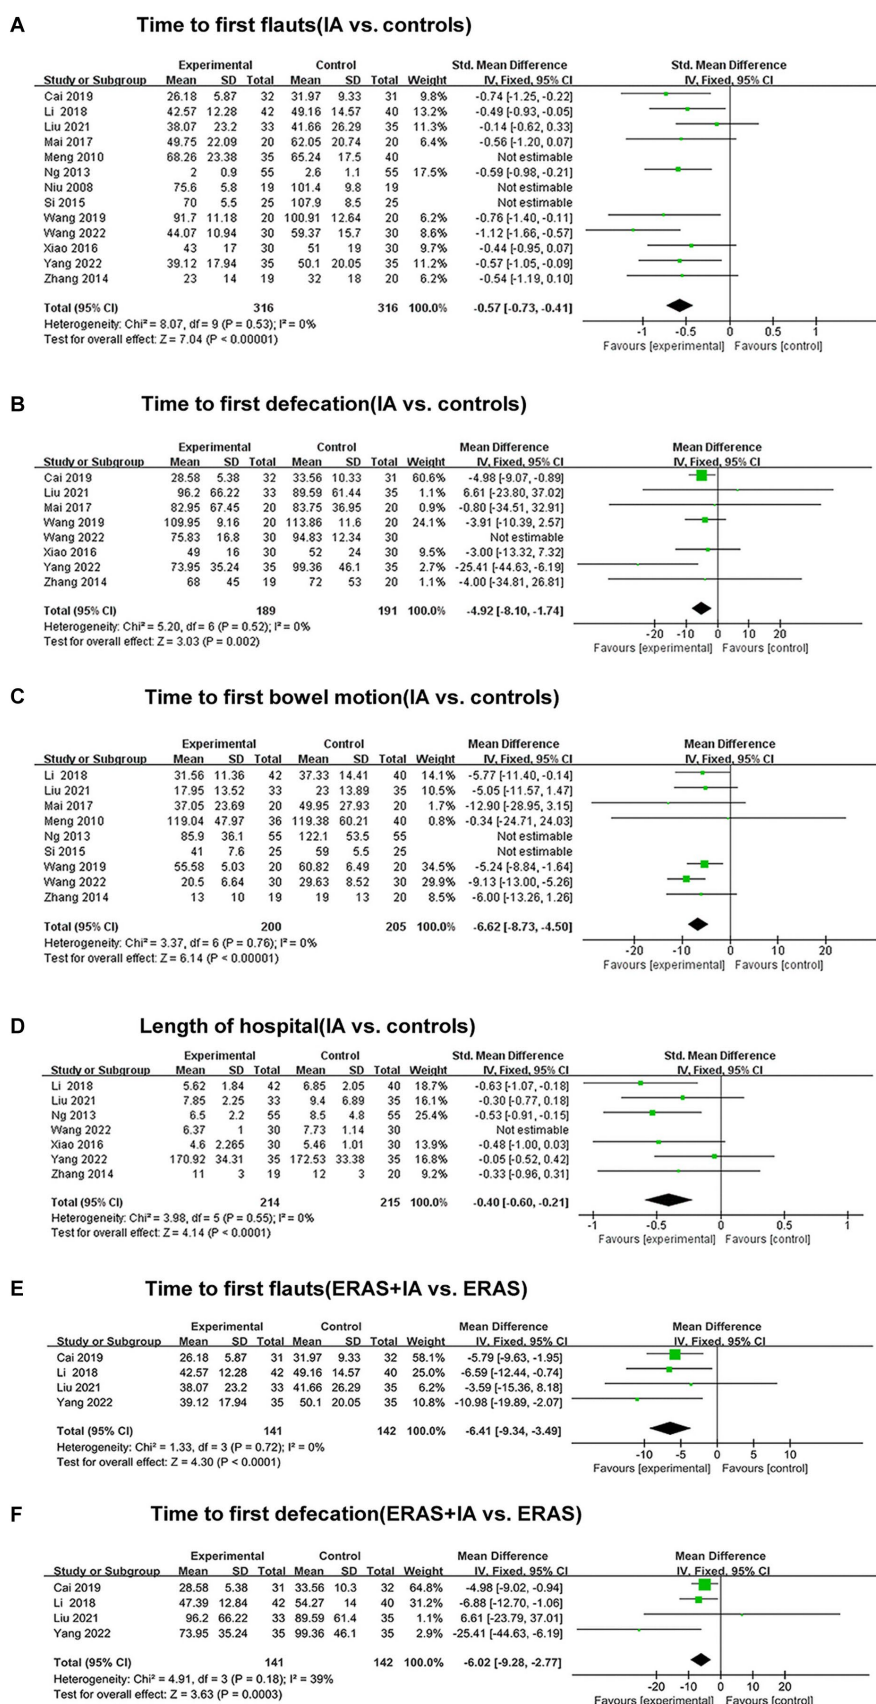 A Time to first flauts(IA vs. controls)
Experimental Control Std. Mean Difference Std. Mean Difference
Study or Subgroup Mean SD Total Mean SD Total Weight IV, Fixed, 95% CI IV, Fixed, 95% CI
Cai 2019 26.18 5.87 32 31.97 9.33 31 9.8% -0.74 [-1.25, -0.22]
Li 2018 42.57 12.28 42 49.16 14.57 40 13.2% -0.49 [-0.93, -0.05]
Liu 2021 38.07 23.2 33 41.66 26.29 35 11.3% -0.14 [-0.62, 0.33]
Mai 2017 49.75 22.09 20 62.05 20.74 20 6.4% -0.56 [-1.20, 0.07]
Meng 2010 68.26 23.38 35 65.24 17.5 40 Not estimable
Ng 2013 2 0.9 55 2.6 1.1 55 17.5% -0.59 [-0.98, -0.21]
Niu 2008 75.6 5.8 19 101.4 9.8 19 Not estimable
Si 2015 70 5.5 25 107.9 8.5 25 Not estimable
Wang 2019 91.7 11.18 20 100.91 12.64 20 6.2% -0.76 [-1.40, -0.11]
Wang 2022 44.07 10.94 30 59.37 15.7 30 8.6% -1.12 [-1.66, -0.57]
Xiao 2016 43 17 30 51 19 30 9.7% -0.44 [-0.95, 0.07]
Yang 2022 39.12 17.94 35 50.1 20.05 35 11.2% -0.57 [-1.05, -0.09]
Zhang 2014 23 14 19 32 18 20 6.2% -0.54 [-1.19, 0.10]
Total (95% CI) 316 316 100.0% -0.57 [-0.73, -0.41]
Heterogeneity: Chi² = 8.07, df = 9 (P = 0.53); I² = 0%
Test for overall effect: Z = 7.04 (P < 0.00001)
-1 -0.5 0 0.5 1
Favours [experimental] Favours [control]
B Time to first defecation(IA vs. controls)
Experimental Control Mean Difference Mean Difference
Study or Subgroup Mean SD Total Mean SD Total Weight IV, Fixed, 95% CI IV, Fixed, 95% CI
Cai 2019 28.58 5.38 32 33.56 10.33 31 60.6% -4.98 [-9.07, -0.89]
Liu 2021 96.2 66.22 33 89.59 61.44 35 1.1% 6.61 [-23.80, 37.02]
Mai 2017 82.95 67.45 20 83.75 36.95 20 0.9% -0.80 [-34.51, 32.91]
Wang 2019 109.95 9.16 20 113.86 11.6 20 24.1% -3.91 [-10.39, 2.57]
Wang 2022 75.83 16.8 30 94.83 12.34 30 Not estimable
Xiao 2016 49 16 30 52 24 30 9.5% -3.00 [-13.32, 7.32]
Yang 2022 73.95 35.24 35 99.36 46.1 35 2.7% -25.41 [-44.63, -6.19]
Zhang 2014 68 45 19 72 53 20 1.1% -4.00 [-34.81, 26.81]
Total (95% CI) 189 191 100.0% -4.92 [-8.10, -1.74]
Heterogeneity: Chi² = 5.20, df = 6 (P = 0.52); I² = 0%
Test for overall effect: Z = 3.03 (P = 0.002)
-20 -10 0 10 20
Favours [experimental] Favours [control]
C Time to first bowel motion(IA vs. controls)
Experimental Control Mean Difference Mean Difference
Study or Subgroup Mean SD Total Mean SD Total Weight IV, Fixed, 95% CI IV, Fixed, 95% CI
Li 2018 31.56 11.36 42 37.33 14.41 40 14.1% -5.77 [-11.40, -0.14]
Liu 2021 17.95 13.52 33 23 13.89 35 10.5% -5.05 [-11.57, 1.47]
Mai 2017 37.05 23.69 20 49.95 27.93 20 1.7% -12.90 [-28.95, 3.15]
Meng 2010 119.04 47.97 36 119.38 60.21 40 0.8% -0.34 [-24.71, 24.03]
Ng 2013 85.9 36.1 55 122.1 53.5 55 Not estimable
Si 2015 41 7.6 25 59 5.5 25 Not estimable
Wang 2019 55.58 5.03 20 60.82 6.49 20 34.5% -5.24 [-8.84, -1.64]
Wang 2022 20.5 6.64 30 29.63 8.52 30 29.9% -9.13 [-13.00, -5.26]
Zhang 2014 13 10 19 19 13 20 8.5% -6.00 [-13.26, 1.26]
Total (95% CI) 200 205 100.0% -6.62 [-8.73, -4.50]
Heterogeneity: Chi² = 3.37, df = 6 (P = 0.76); I² = 0%
Test for overall effect: Z = 6.14 (P < 0.00001)
-20 -10 0 10 20
Favours [experimental] Favours [control]
D Length of hospital(IA vs. controls)
Experimental Control Std. Mean Difference Std. Mean Difference
Study or Subgroup Mean SD Total Mean SD Total Weight IV, Fixed, 95% CI IV, Fixed, 95% CI
Li 2018 5.62 1.84 42 6.85 2.05 40 18.7% -0.63 [-1.07, -0.18]
Liu 2021 7.85 2.25 33 9.4 6.89 35 16.1% -0.30 [-0.77, 0.18]
Ng 2013 6.5 2.2 55 8.5 4.8 55 25.4% -0.53 [-0.91, -0.15]
Wang 2022 6.37 1 30 7.73 1.14 30 Not estimable
Xiao 2016 4.6 2.265 30 5.46 1.01 30 13.9% -0.48 [-1.00, 0.03]
Yang 2022 170.92 34.31 35 172.53 33.38 35 16.8% -0.05 [-0.52, 0.42]
Zhang 2014 11 3 19 12 3 20 9.2% -0.33 [-0.96, 0.31]
Total (95% CI) 214 215 100.0% -0.40 [-0.60, -0.21]
Heterogeneity: Chi² = 3.98, df = 5 (P = 0.55); I² = 0%
Test for overall effect: Z = 4.14 (P < 0.0001)
-1 -0.5 0 0.5 1
Favours [experimental] Favours [control]
E Time to first flauts(ERAS+IA vs. ERAS)
Experimental Control Mean Difference Mean Difference
Study or Subgroup Mean SD Total Mean SD Total Weight IV, Fixed, 95% CI IV, Fixed, 95% CI
Cai 2019 26.18 5.87 31 31.97 9.33 32 58.1% -5.79 [-9.63, -1.95]
Li 2018 42.57 12.28 42 49.16 14.57 40 25.0% -6.59 [-12.44, -0.74]
Liu 2021 38.07 23.2 33 41.66 26.29 35 6.2% -3.59 [-15.36, 8.18]
Yang 2022 39.12 17.94 35 50.1 20.05 35 10.8% -10.98 [-19.89, -2.07]
Total (95% CI) 141 142 100.0% -6.41 [-9.34, -3.49]
Heterogeneity: Chi² = 1.33, df = 3 (P = 0.72); I² = 0%
Test for overall effect: Z = 4.30 (P < 0.0001)
-10 -5 0 5 10
Favours [experimental] Favours [control]
F Time to first defecation(ERAS+IA vs. ERAS)
Experimental Control Mean Difference Mean Difference
Study or Subgroup Mean SD Total Mean SD Total Weight IV, Fixed, 95% CI IV, Fixed, 95% CI
Cai 2019 28.58 5.38 31 33.56 10.3 32 64.8% -4.98 [-9.02, -0.94]
Li 2018 47.39 12.84 42 54.27 14 40 31.2% -6.88 [-12.70, -1.06]
Liu 2021 96.2 66.22 33 89.59 61.4 35 1.1% 6.61 [-23.79, 37.01]
Yang 2022 73.95 35.24 35 99.36 46.1 35 2.9% -25.41 [-44.63, -6.19]
Total (95% CI) 141 142 100.0% -6.02 [-9.28, -2.77]
Heterogeneity: Chi² = 4.91, df = 3 (P = 0.18); I² = 39%
Test for overall effect: Z = 3.63 (P = 0.0003)
-20 -10 0 10 20
Favours [experimental] Favours [control]